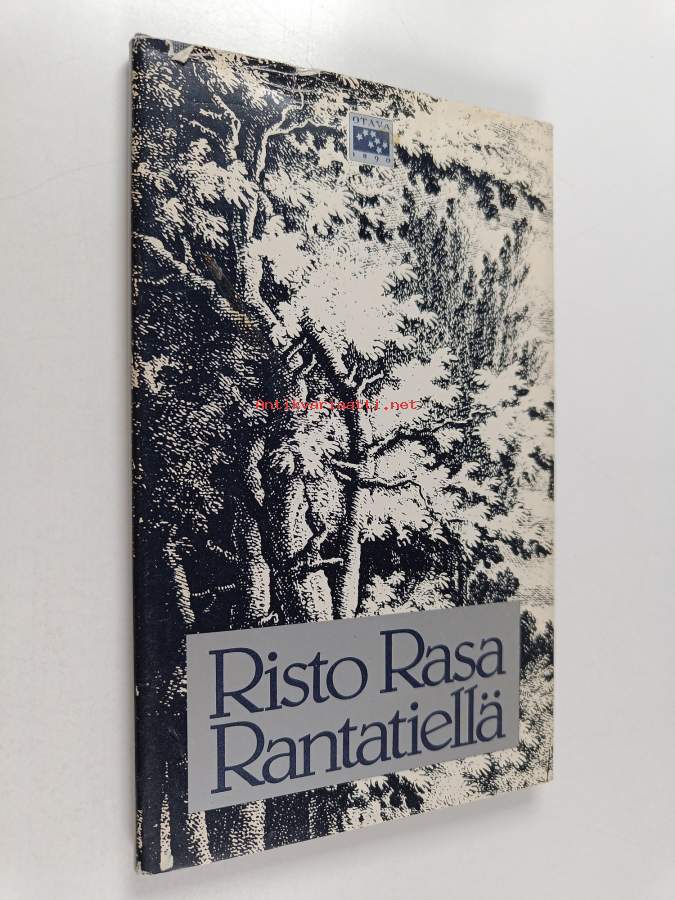 OTAVA
1890
Antikvariaatti.net
Risto Rasa
Rantatiellä